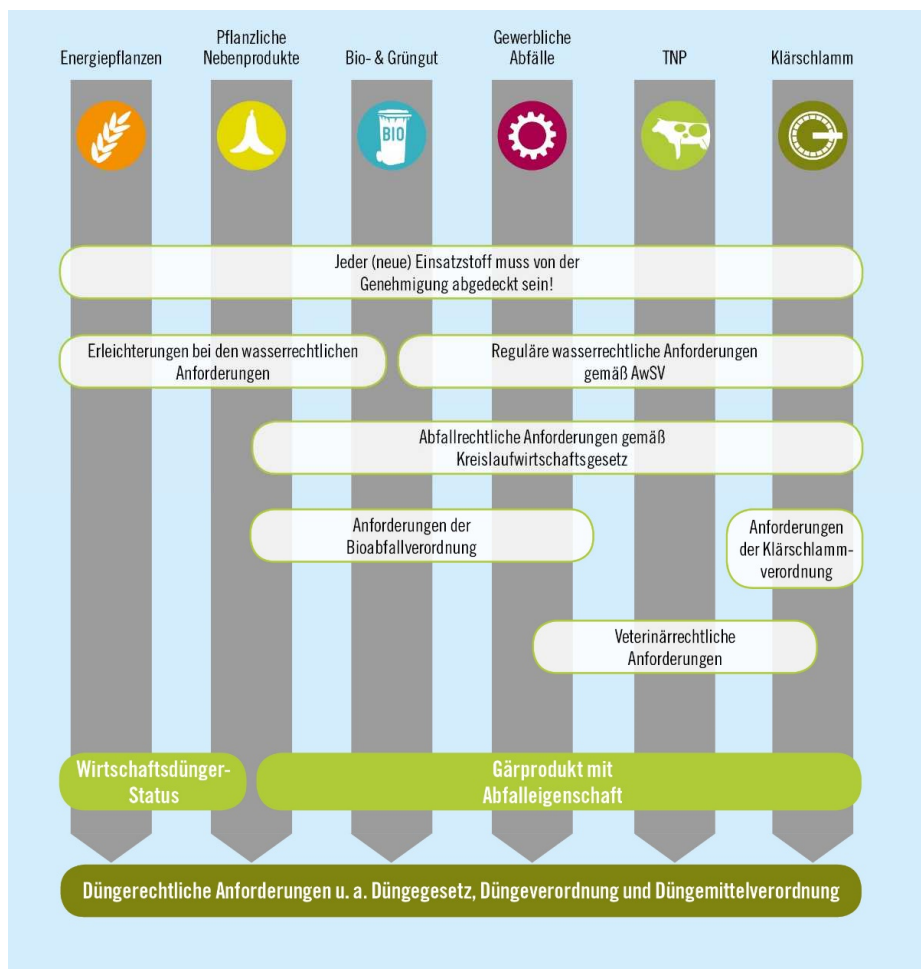 Energiepflanzen
Pflanzliche
Nebenprodukte
Bio- & Grüngut
Gewerbliche
Abfälle
TNP
Klärschlamm
BIO
Jeder (neue) Einsatzstoff muss von der
Genehmigung abgedeckt sein!
Erleichterungen bei den wasserrechtlichen
Anforderungen
Reguläre wasserrechtliche Anforderungen
gemäß AwSV
Abfallrechtliche Anforderungen gemäß
Kreislaufwirtschaftsgesetz
Anforderungen der
Bioabfallverordnung
Anforderungen
der Klärschlamm-
verordnung
Veterinärrechtliche
Anforderungen
Wirtschaftsdünger-
Status
Gärprodukt mit
Abfalleigenschaft
Düngerechtliche Anforderungen u. a. Düngegesetz, Düngeverordnung und Düngemittelverordnung